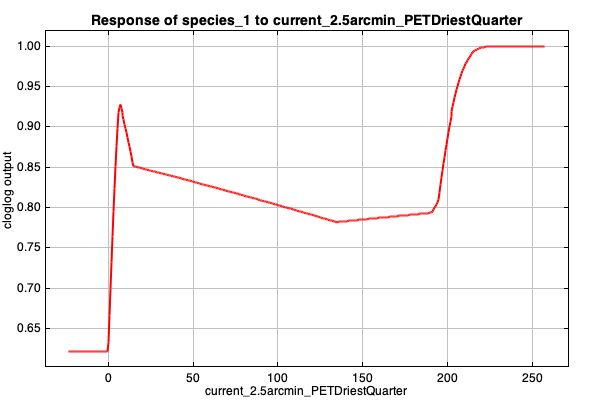 Response of species_1 to current_2.5arcmin_PETDriestQuarter
cloglog output
1.00
0.95
0.90
0.85
0.80
0.75
0.70
0.65
0 50 100 150 200 250
current_2.5arcmin_PETDriestQuarter